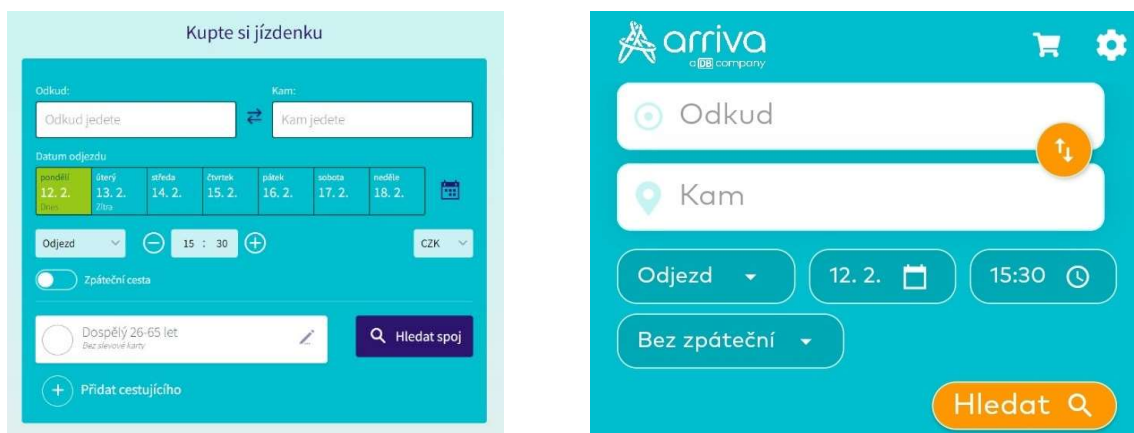 Kupte si jízdenku
Odkud:
Kam:
Odkud jedete
Kam jedete
Datum odjezdu
pondělí úterý středa čtvrtek pátek sobota neděle
12. 2. 13. 2. 14. 2. 15. 2. 16. 2. 17. 2. 18. 2.
Dnes Zítra
Odjezd 15 : 30 CZK
Zpáteční cesta
Dospělý 26-65 let
Bez slevové karty
Hledat spoj
Přidat cestujícího
arriva
a DB company
Odkud
Kam
Odjezd 12. 2. 15:30
Bez zpáteční
Hledat